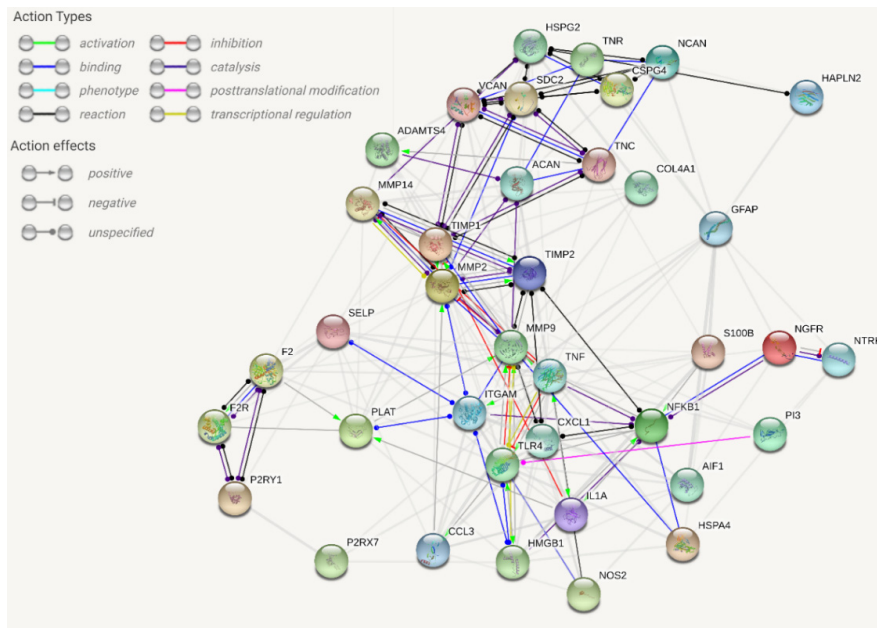 Action Types
activation inhibition
binding catalysis
phenotype posttranslational modification
reaction transcriptional regulation
Action effects
positive
negative
unspecified
HSPG2
TNR
NCAN
CSPG4
SDC2
VCAN
HAPLN2
ADAMTS4
TNC
ACAN
COL4A1
MMP14
GFAP
TIMP1
TIMP2
MMP2
SELP
MMP9
S100B
NGFR
NTRK
F2
TNF
F2R
PLAT
ITGAM
CXCL1
NFKB1
PI3
TLR4
P2RY1
AIF1
IL1A
P2RX7
CCL3
HMGB1
HSPA4
NOS2